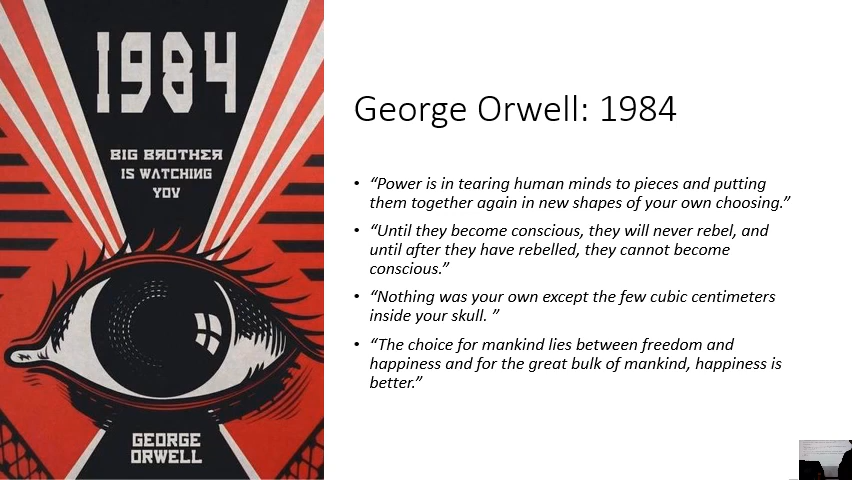 1984
BIG BROTHER
IS WATCHING
YOU
GEORGE
ORWELL
George Orwell: 1984
• “Power is in tearing human minds to pieces and putting
them together again in new shapes of your own choosing.”
• “Until they become conscious, they will never rebel, and
until after they have rebelled, they cannot become
conscious.”
• “Nothing was your own except the few cubic centimeters
inside your skull. ”
• “The choice for mankind lies between freedom and
happiness and for the great bulk of mankind, happiness is
better.”